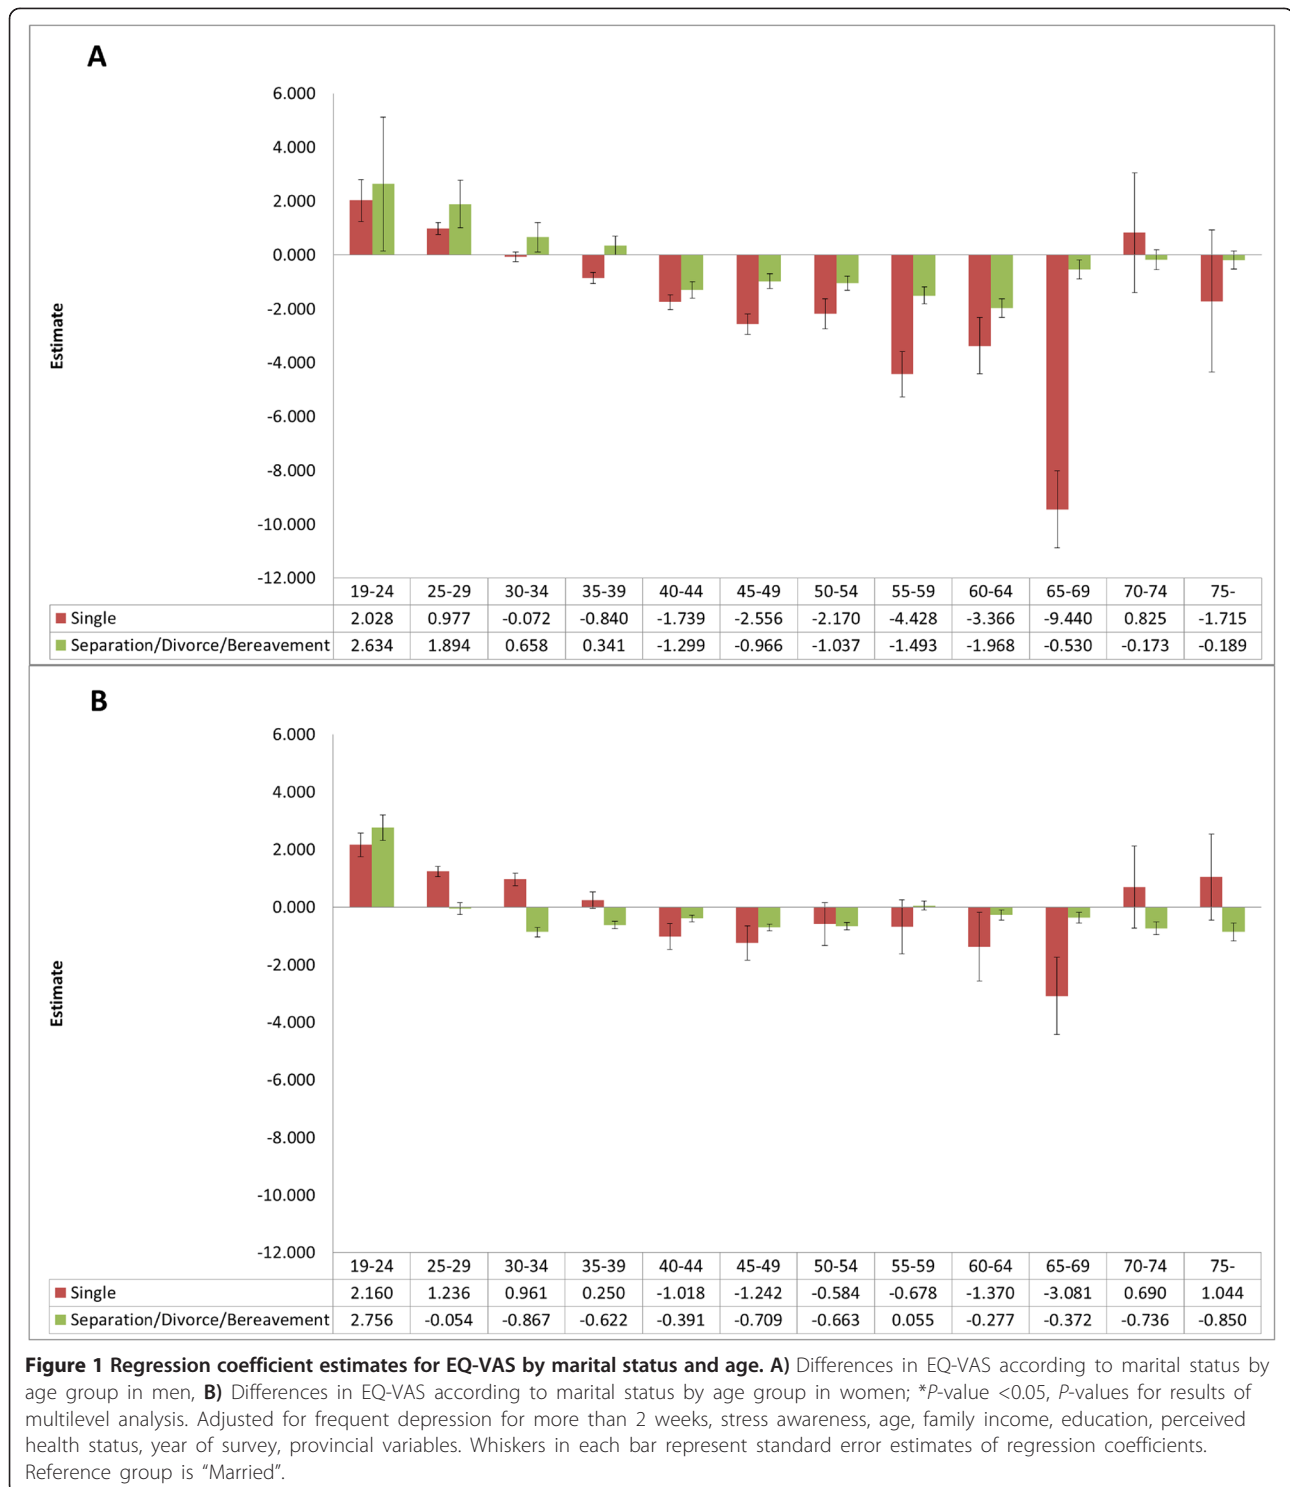 A
6.000
4.000
2.000
0.000
-2.000
-4.000
-6.000
-8.000
-10.000
-12.000
Estimate
19-24 25-29 30-34 35-39 40-44 45-49 50-54 55-59 60-64 65-69 70-74 75-
Single 2.028 0.977 -0.072 -0.840 -1.739 -2.556 -2.170 -4.428 -3.366 -9.440 0.825 -1.715
Separation/Divorce/Bereavement 2.634 1.894 0.658 0.341 -1.299 -0.966 -1.037 -1.493 -1.968 -0.530 -0.173 -0.189
B
6.000
4.000
2.000
0.000
-2.000
-4.000
-6.000
-8.000
-10.000
-12.000
Estimate
19-24 25-29 30-34 35-39 40-44 45-49 50-54 55-59 60-64 65-69 70-74 75-
Single 2.160 1.236 0.961 0.250 -1.018 -1.242 -0.584 -0.678 -1.370 -3.081 0.690 1.044
Separation/Divorce/Bereavement 2.756 -0.054 -0.867 -0.622 -0.391 -0.709 -0.663 0.055 -0.277 -0.372 -0.736 -0.850
Figure 1 Regression coefficient estimates for EQ-VAS by marital status and age. A) Differences in EQ-VAS according to marital status by
age group in men, B) Differences in EQ-VAS according to marital status by age group in women; *P-value <0.05, P-values for results of
multilevel analysis. Adjusted for frequent depression for more than 2 weeks, stress awareness, age, family income, education, perceived
health status, year of survey, provincial variables. Whiskers in each bar represent standard error estimates of regression coefficients.
Reference group is “Married”.